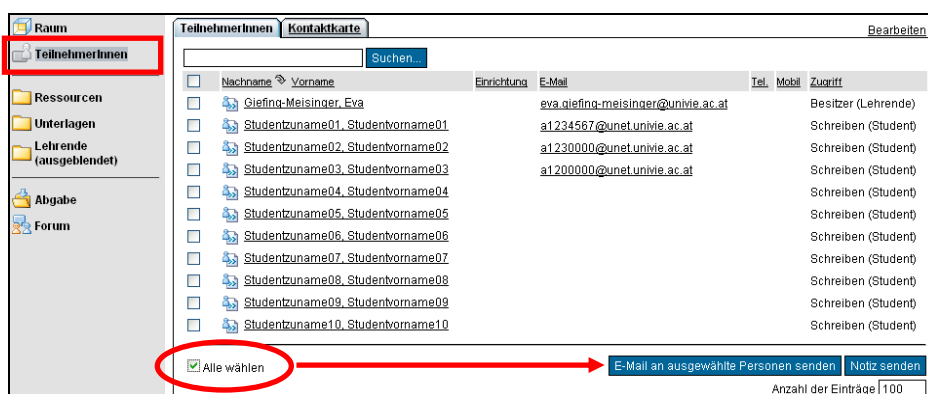 Raum
TeilnehmerInnen
Ressourcen
Unterlagen
Lehrende
(ausgeblendet)
Abgabe
Forum
TeilnehmerInnen Kontaktkarte Bearbeiten
Suchen...
Nachname Vorname Einrichtung E-Mail Tel. Mobil Zugriff
Giefing-Meisinger, Eva eva.giefing-meisinger@univie.ac.at Besitzer (Lehrende)
Studentzuname01, Studentvorname01 a1234567@unet.univie.ac.at Schreiben (Student)
Studentzuname02, Studentvorname02 a1230000@unet.univie.ac.at Schreiben (Student)
Studentzuname03, Studentvorname03 a1200000@unet.univie.ac.at Schreiben (Student)
Studentzuname04, Studentvorname04 Schreiben (Student)
Studentzuname05, Studentvorname05 Schreiben (Student)
Studentzuname06, Studentvorname06 Schreiben (Student)
Studentzuname07, Studentvorname07 Schreiben (Student)
Studentzuname08, Studentvorname08 Schreiben (Student)
Studentzuname09, Studentvorname09 Schreiben (Student)
Studentzuname10, Studentvorname10 Schreiben (Student)
Alle wählen E-Mail an ausgewählte Personen senden Notiz senden
Anzahl der Einträge 100